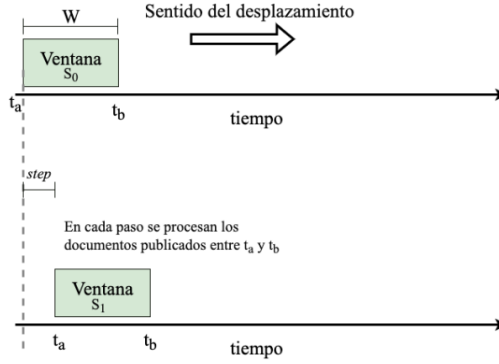 W
Sentido del desplazamiento
Ventana
S0
ta
tb
tiempo
step
En cada paso se procesan los
documentos publicados entre ta y tb
Ventana
S1
ta
tb
tiempo